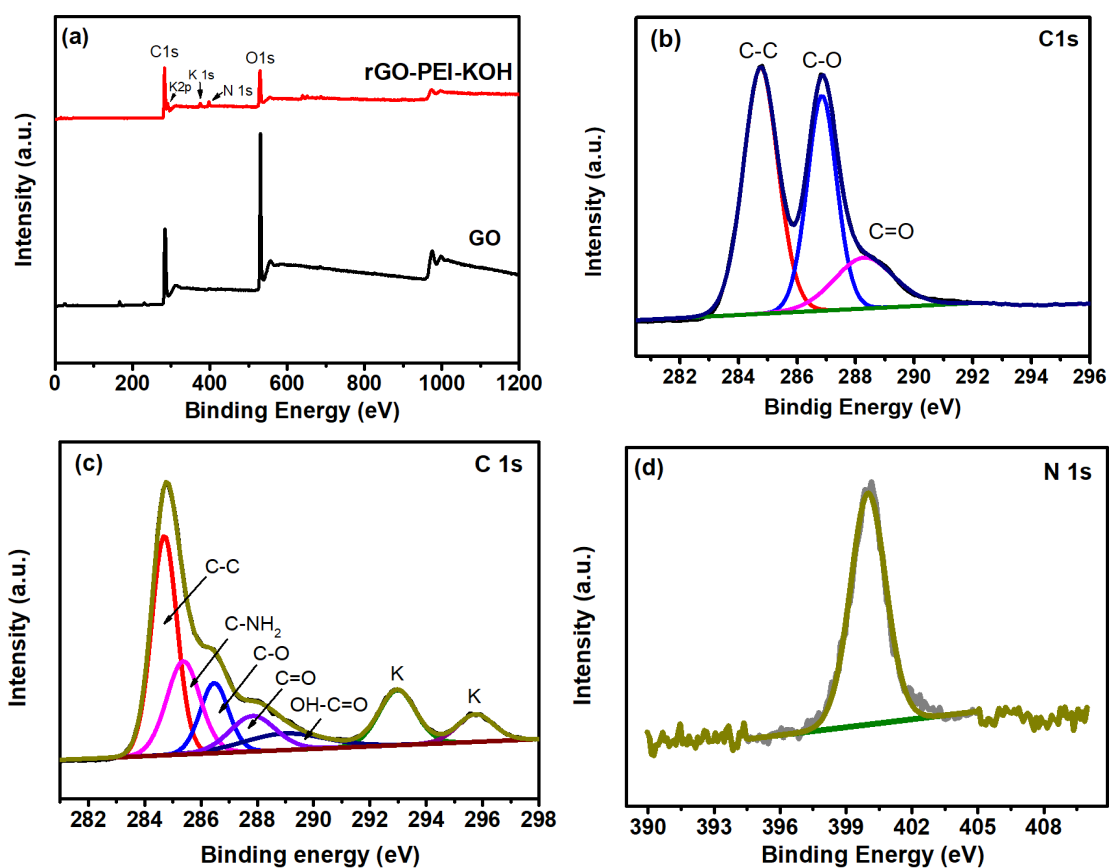 (a)
C1s
K2p
K 1s
N 1s
O1s
rGO-PEI-KOH
GO
Intensity (a.u.)
0 200 400 600 800 1000 1200
Binding Energy (eV)
(b)
C1s
C-C
C-O
C=O
Intensity (a.u.)
282 284 286 288 290 292 294 296
Bindig Energy (eV)
(c)
C 1s
C-C
C-NH2
C-O
C=O
OH-C=O
K
K
Intensity (a.u.)
282 284 286 288 290 292 294 296 298
Binding energy (eV)
(d)
N 1s
Intensity (a.u.)
390 393 396 399 402 405 408
Binding Energy (eV)